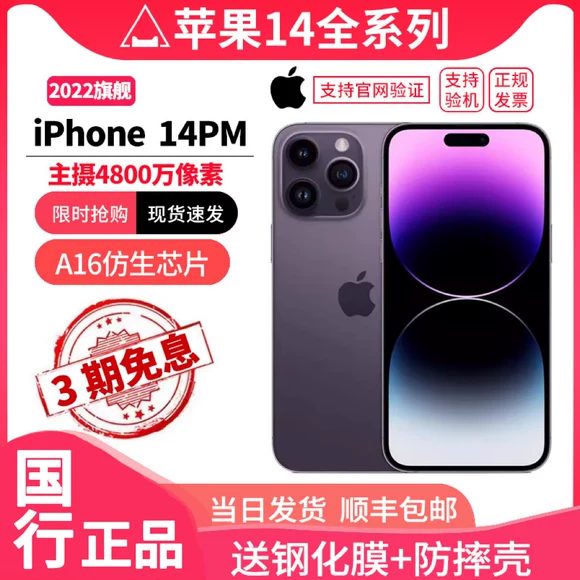 苹果14全系列
2022旗舰
支持官网验证
支持
验机
正规
发票
iPhone 14PM
主摄4800万像素
限时抢购
现货速发
A16仿生芯片
3期免息
国
行正品
当日发货 顺丰包邮
送钢化膜+防摔壳